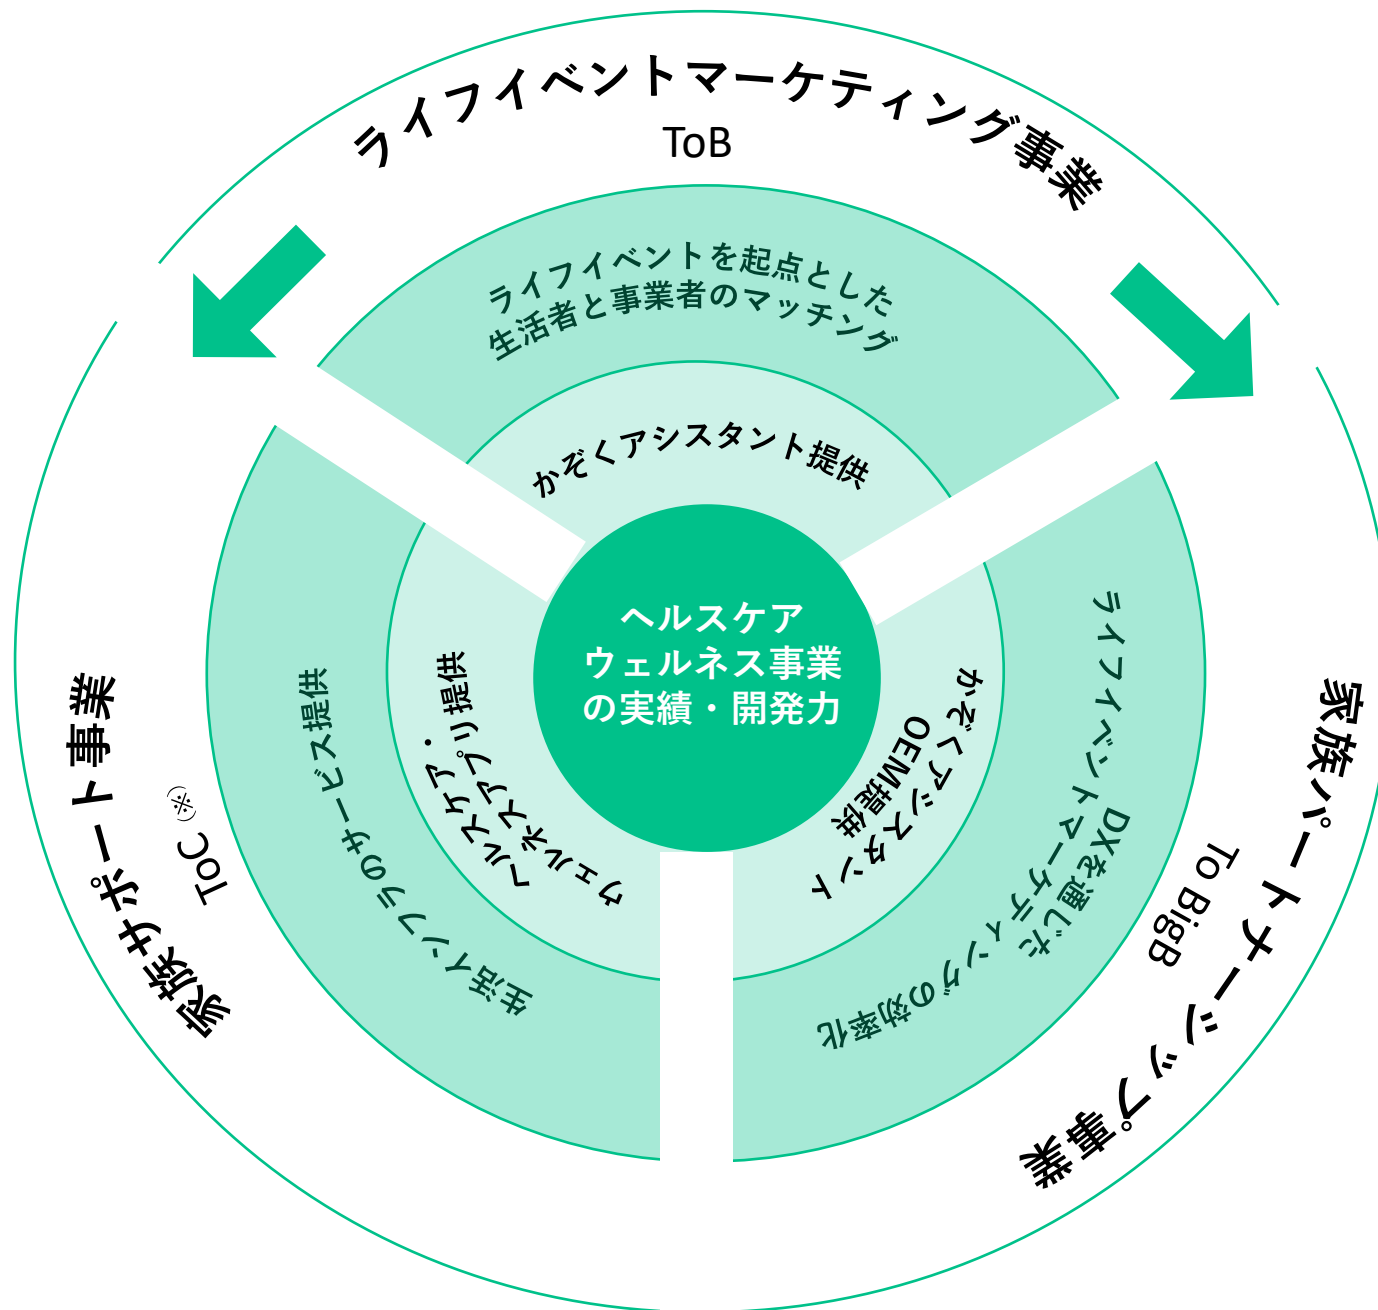 ライフイベントマーケティング事業
ToB
ライフイベントを起点とした
生活者と事業者のマッチング
かぞくアシスタント提供
ヘルスケア
ウェルネス事業
の実績・開発力
家族パートナーシップ事業
To BigB
ライフイベントマーケティングの効率化
DXを通じた
かぞくアシスタント
OEM提供
家族サポート事業
ToC (※)
生活インフラのサービス提供
ヘルスケア・
ウェルネスアプリ提供